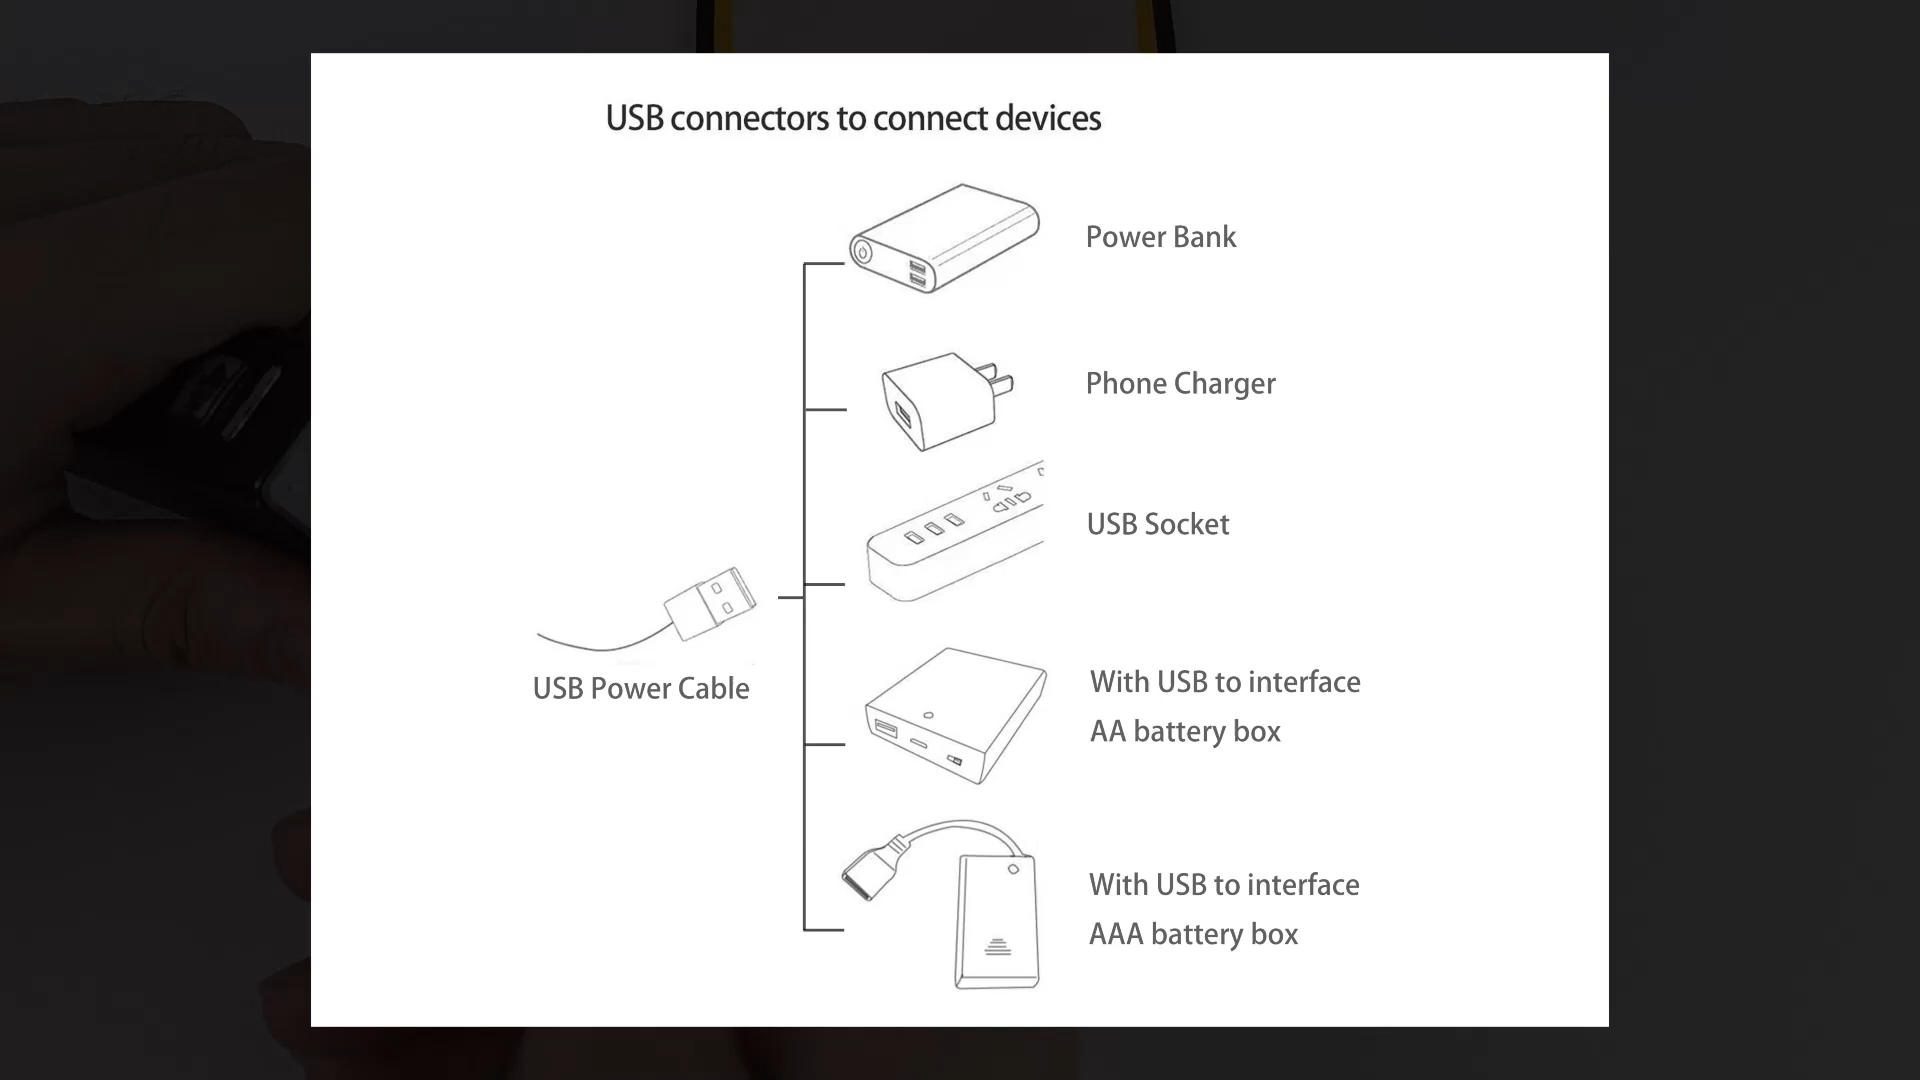 USB connectors to connect devices
Power Bank
Phone Charger
USB Socket
USB Power Cable
With USB to interface
AA battery box
With USB to interface
AAA battery box